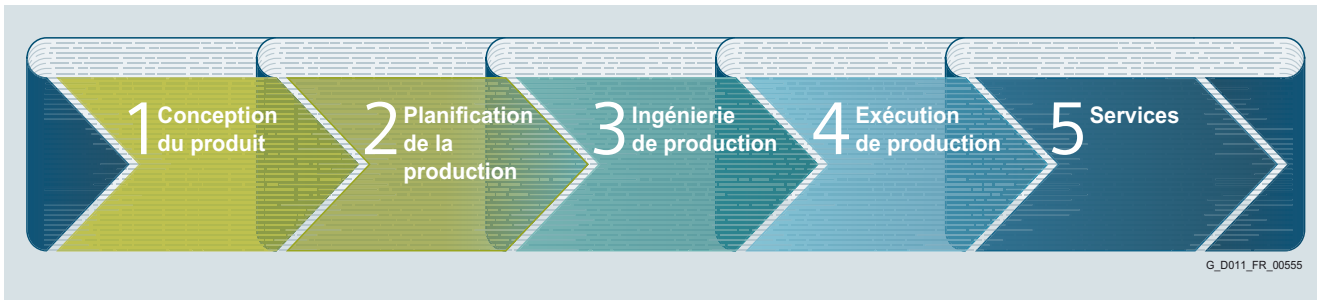 1 Conception
du produit
2 Planification
de la
production
3 Ingénierie
de production
4 Exécution
de production
5 Services
G_D011_FR_00555